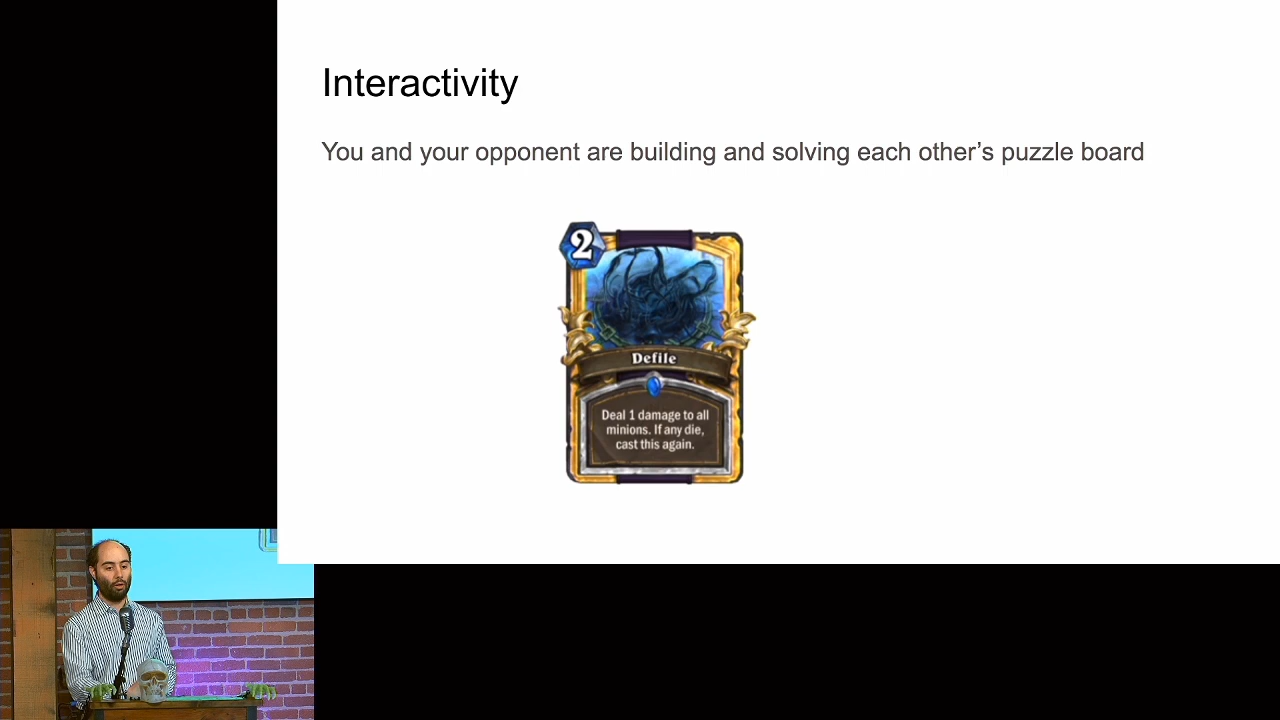 Interactivity
You and your opponent are building and solving each other's puzzle board
2
Defile
Deal 1 damage to all
minions. If any die,
cast this again.